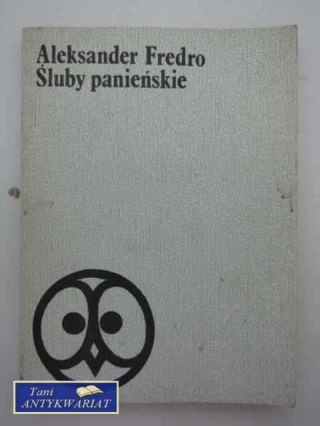 Aleksander Fredro
Śluby panieńskie
Tani
ANTYKWARIAT